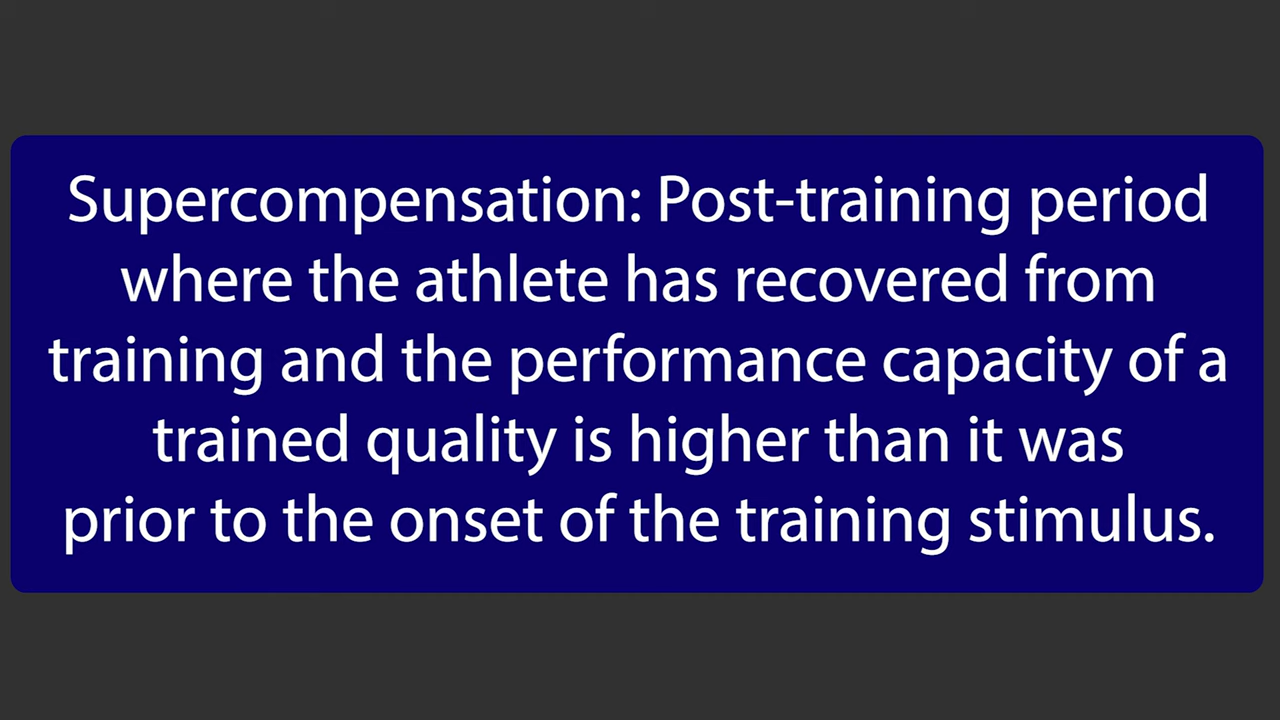 Supercompensation: Post-training period
where the athlete has recovered from
training and the performance capacity of a
trained quality is higher than it was
prior to the onset of the training stimulus.